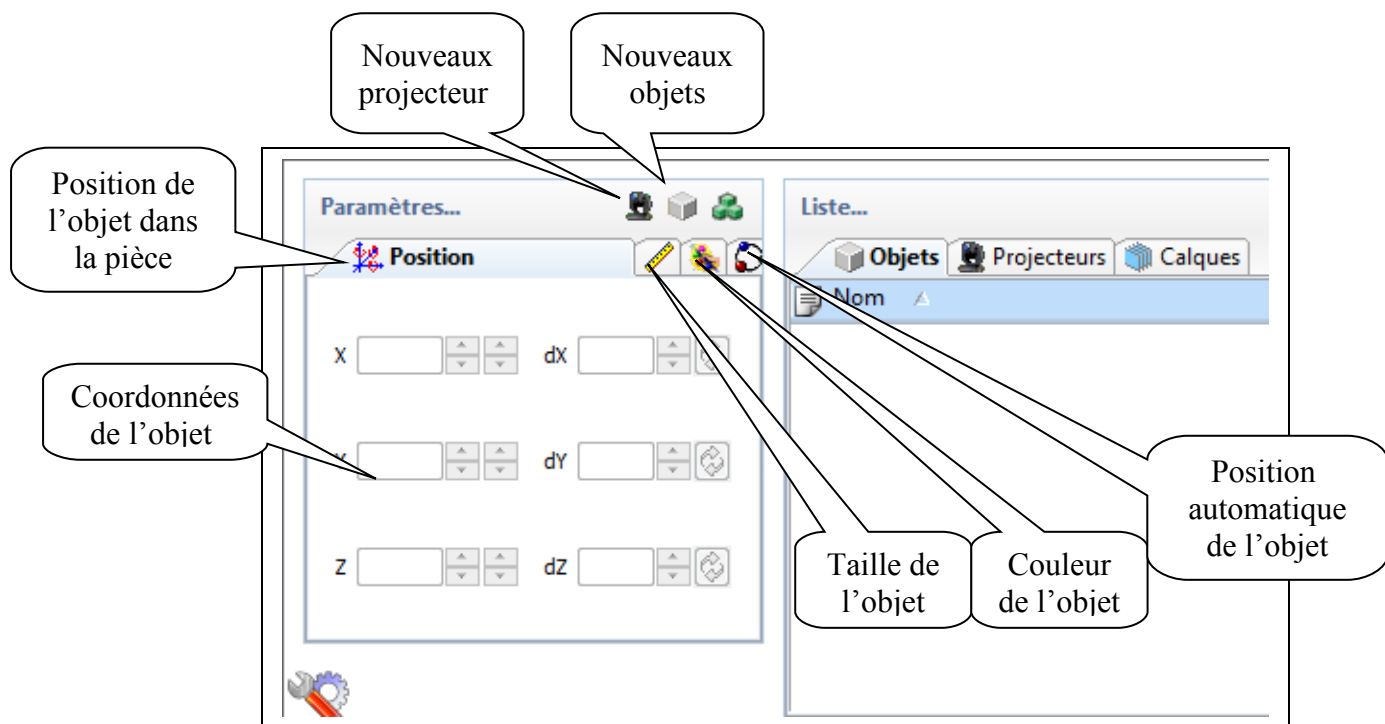 Nouveaux
projecteur
Nouveaux
objets
Position de
l’objet dans
la pièce
Paramètres...
Liste...
Position
Objets
Projecteurs
Calques
Nom
X
dX
Coordonnées
de l’objet
Y
dY
Position
automatique
de l’objet
Z
dZ
Taille de
l’objet
Couleur
de l’objet